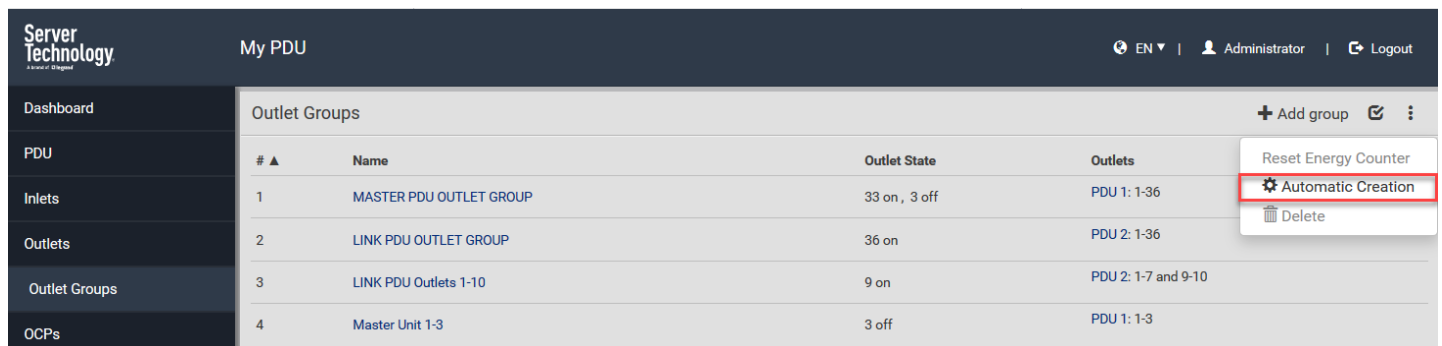 Server
Technology.
A brand of legrand
My PDU
EN ▼ | Administrator | Logout
Dashboard
PDU
Inlets
Outlets
Outlet Groups
OCPs
Outlet Groups
Add group
# ▲ Name Outlet State Outlets
1 MASTER PDU OUTLET GROUP 33 on , 3 off PDU 1: 1-36
2 LINK PDU OUTLET GROUP 36 on PDU 2: 1-36
3 LINK PDU Outlets 1-10 9 on PDU 2: 1-7 and 9-10
4 Master Unit 1-3 3 off PDU 1: 1-3
Reset Energy Counter
Automatic Creation
Delete